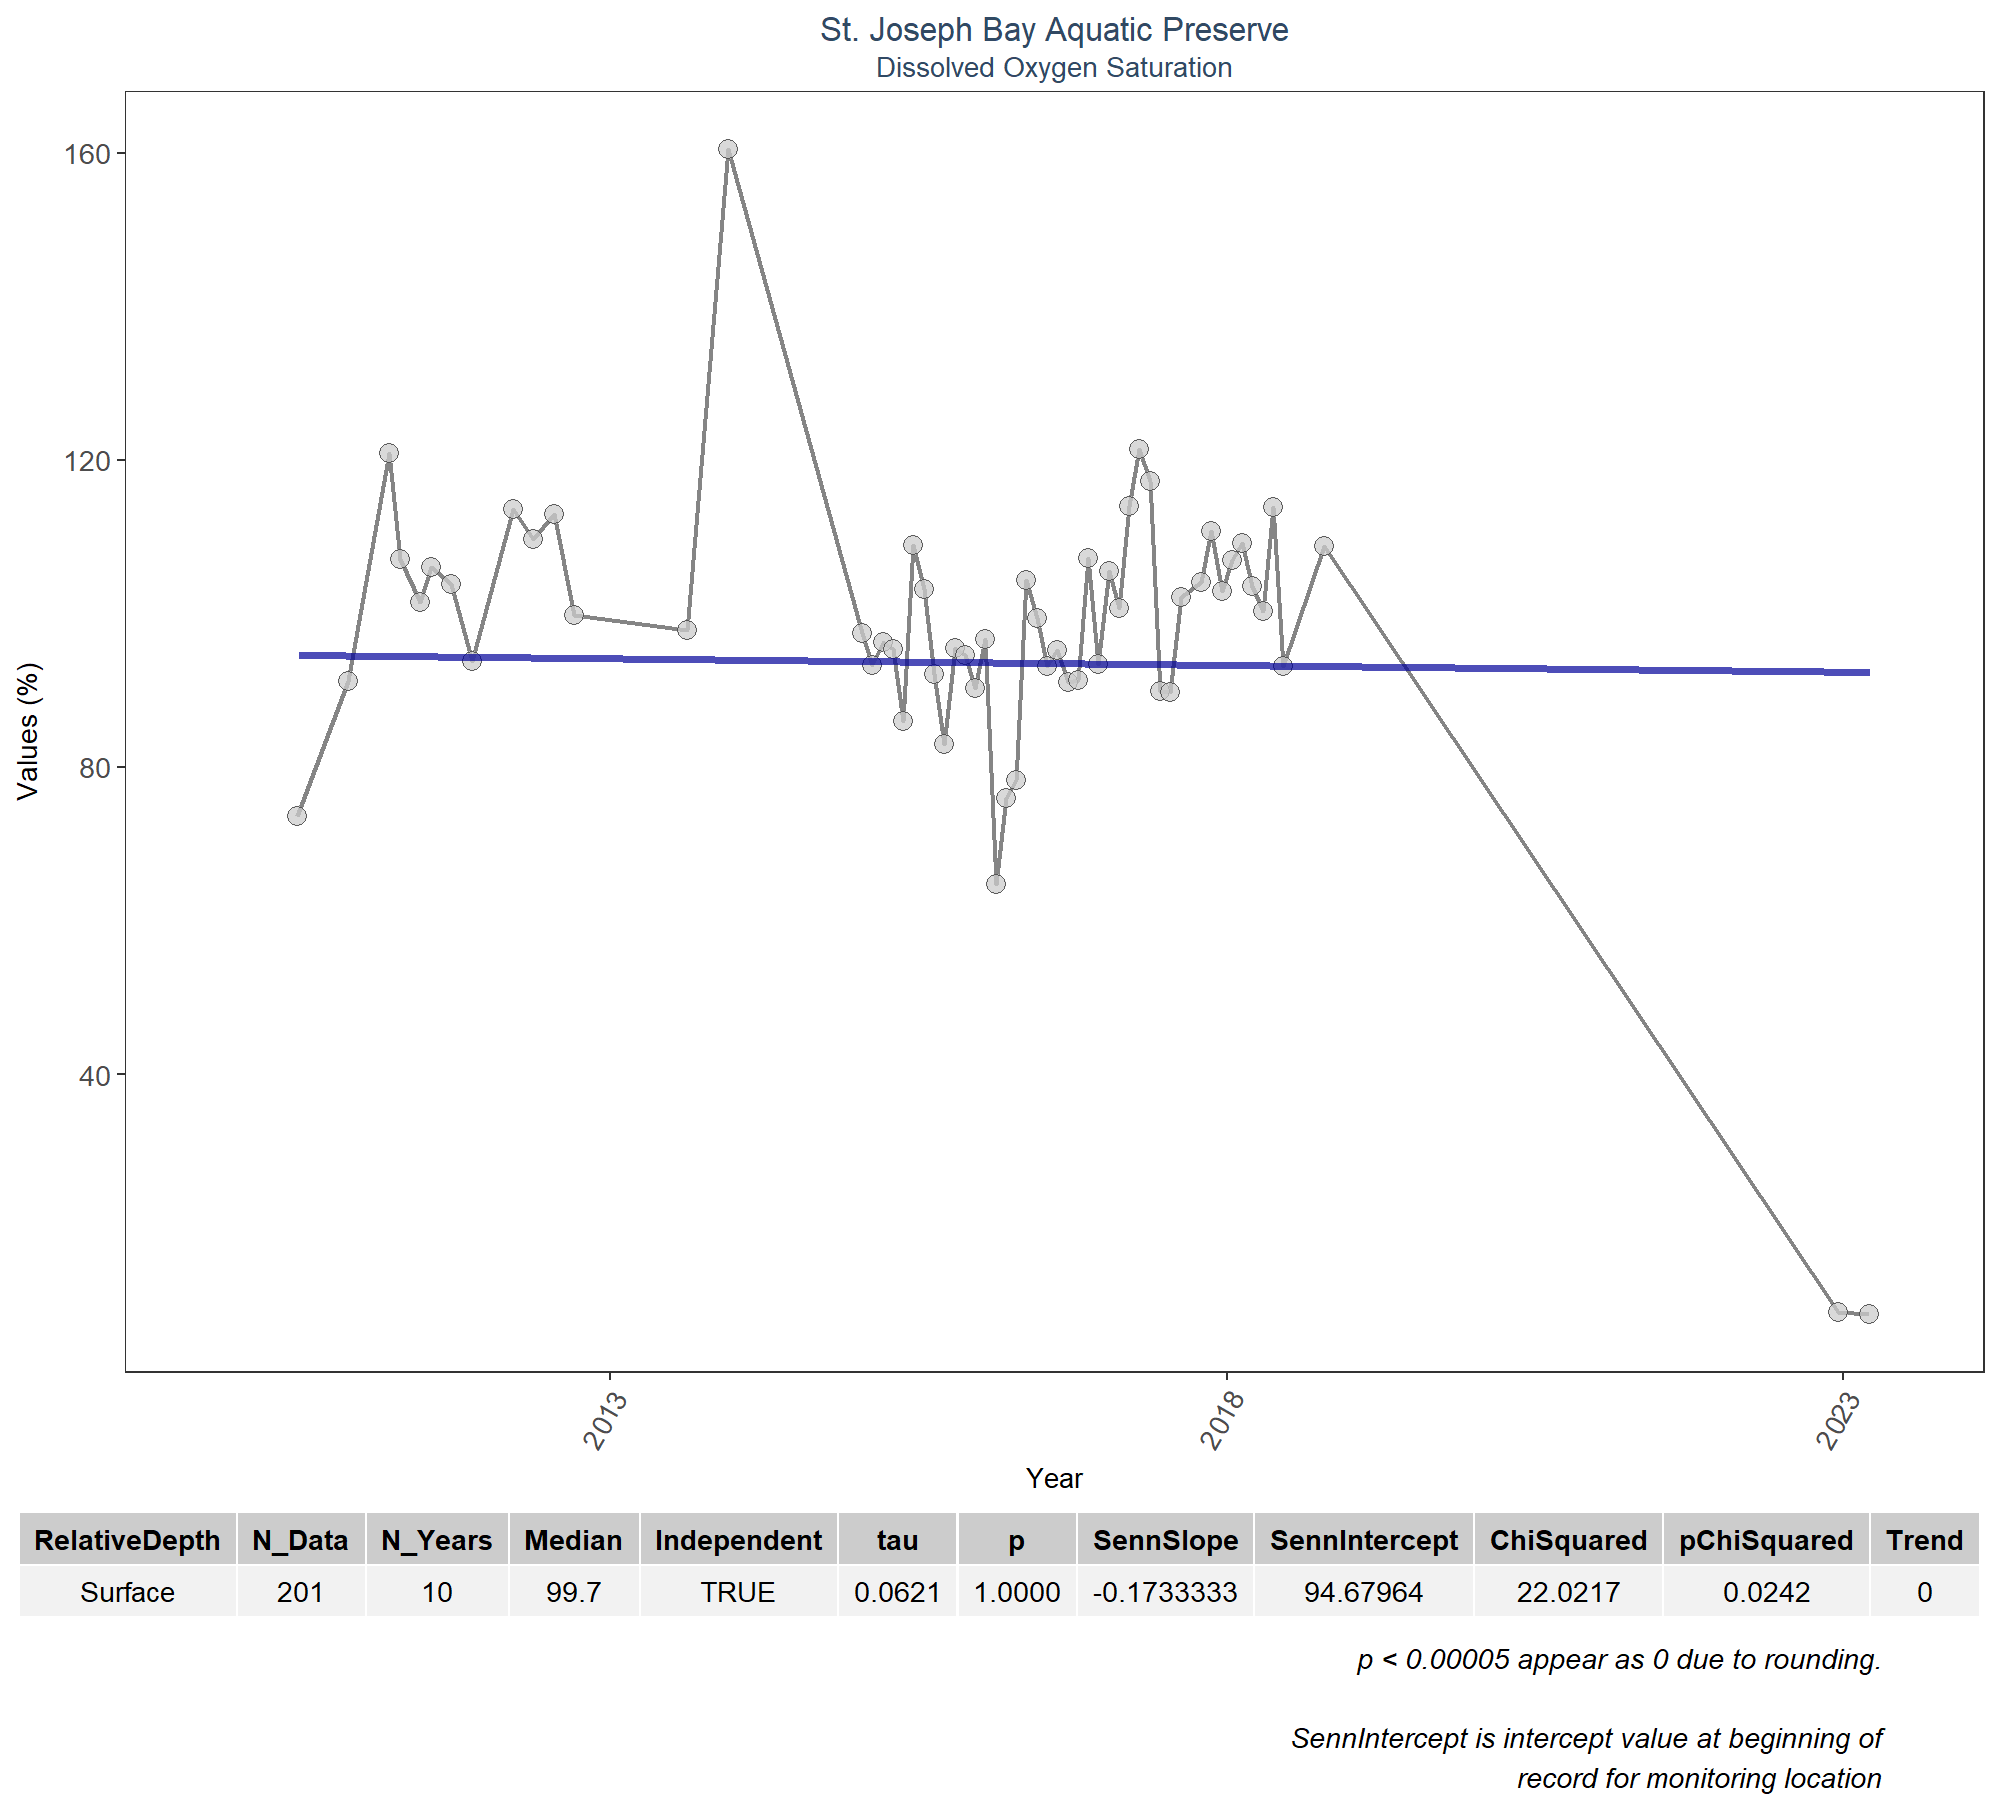 St. Joseph Bay Aquatic Preserve
Dissolved Oxygen Saturation
160
120
80
40
Values (%)
2013
2018
2023
Year
RelativeDepth N_Data N_Years Median Independent tau p SennSlope SennIntercept ChiSquared pChiSquared Trend
Surface 201 10 99.7 TRUE 0.0621 1.0000 -0.1733333 94.67964 22.0217 0.0242 0
p < 0.00005 appear as 0 due to rounding.
SennIntercept is intercept value at beginning of
record for monitoring location